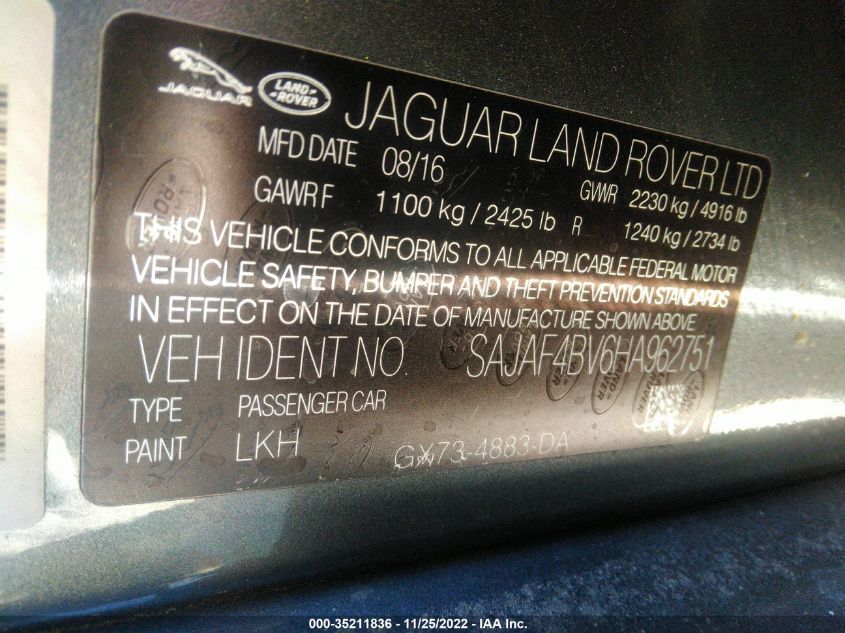 JAGUAR LAND ROVER JAGUAR LAND ROVER LTD
MFD DATE 08/16 GVWR 2230 kg / 4916 lb
GAWR F 1100 kg / 2425 lb R 1240 kg / 2734 lb
THIS VEHICLE CONFORMS TO ALL APPLICABLE FEDERAL MOTOR
VEHICLE SAFETY, BUMPER AND THEFT PREVENTION STANDARDS
IN EFFECT ON THE DATE OF MANUFACTURE SHOWN ABOVE
VEH IDENT NO. SAJAF4BV6HA962751
TYPE PASSENGER CAR
PAINT LKH GX73-4883-DA
000-35211836 - 11/25/2022 - IAA Inc.